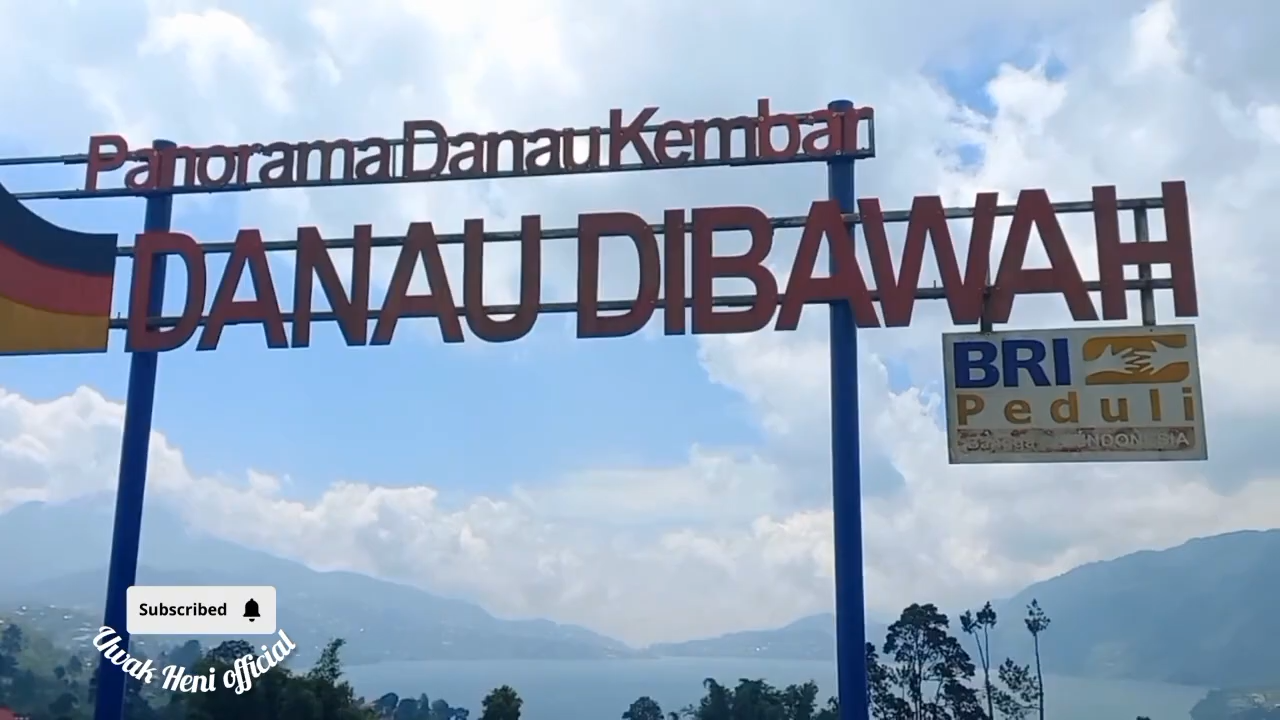 Panorama Danau Kembar
DANAU DIBAWAH
BRI
Peduli
INDONESIA
Subscribed
Uwak Heni official